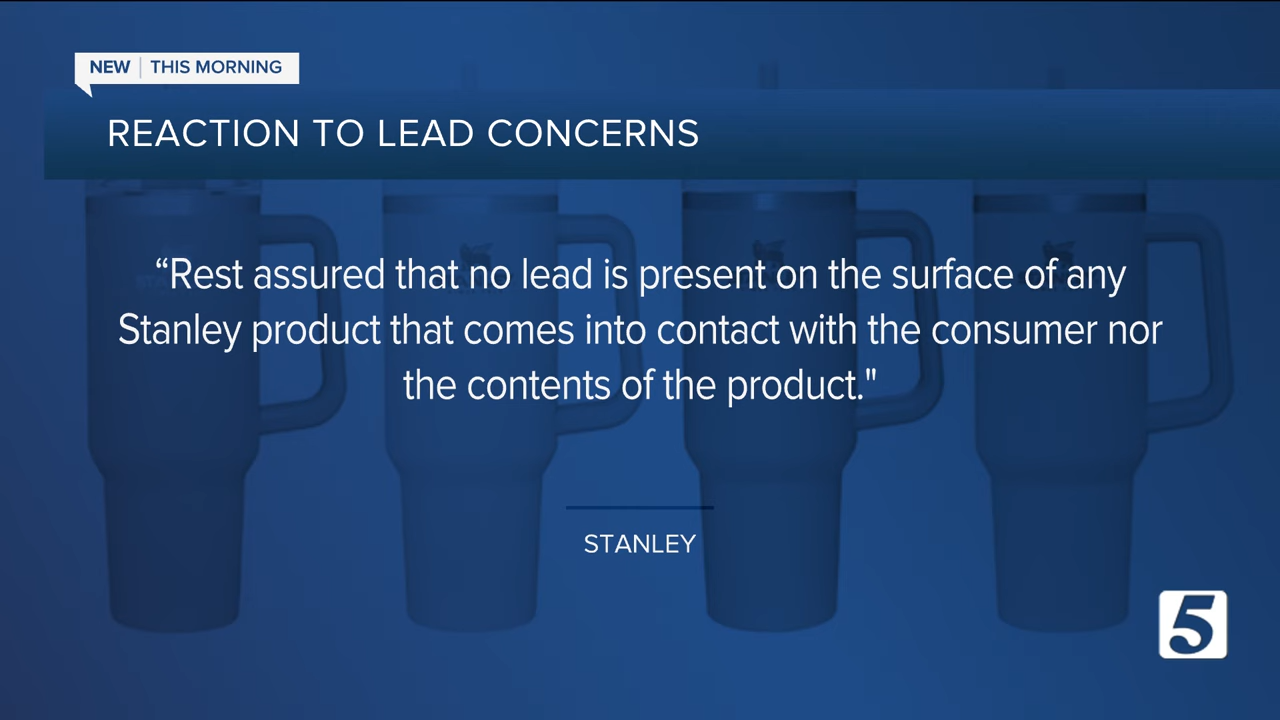 NEW | THIS MORNING
REACTION TO LEAD CONCERNS
“Rest assured that no lead is present on the surface of any
Stanley product that comes into contact with the consumer nor
the contents of the product."
STANLEY
5